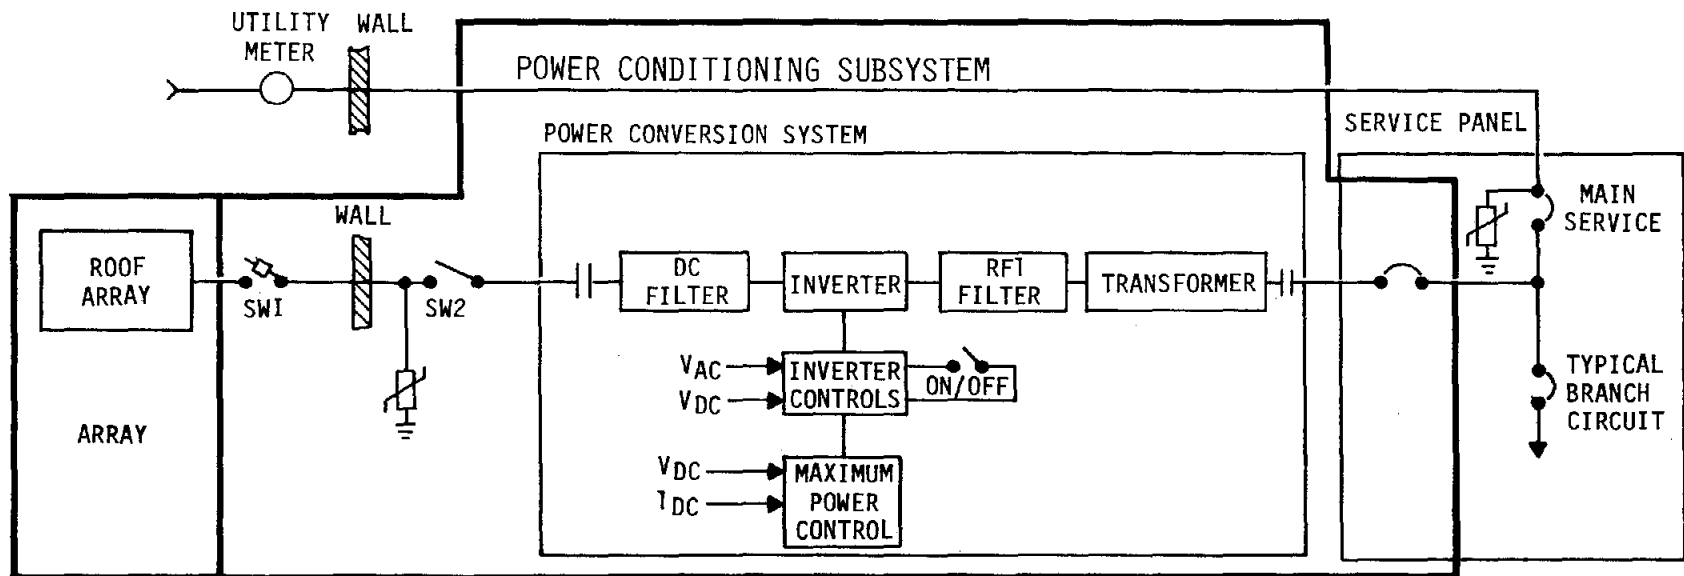 UTILITY
METER
WALL
POWER CONDITIONING SUBSYSTEM
POWER CONVERSION SYSTEM
SERVICE PANEL
WALL
MAIN
SERVICE
ROOF
ARRAY
SW1
SW2
DC
FILTER
INVERTER
RFI
FILTER
TRANSFORMER
VAC
VDC
INVERTER
CONTROLS
ON/OFF
TYPICAL
BRANCH
CIRCUIT
ARRAY
VDC
IDC
MAXIMUM
POWER
CONTROL